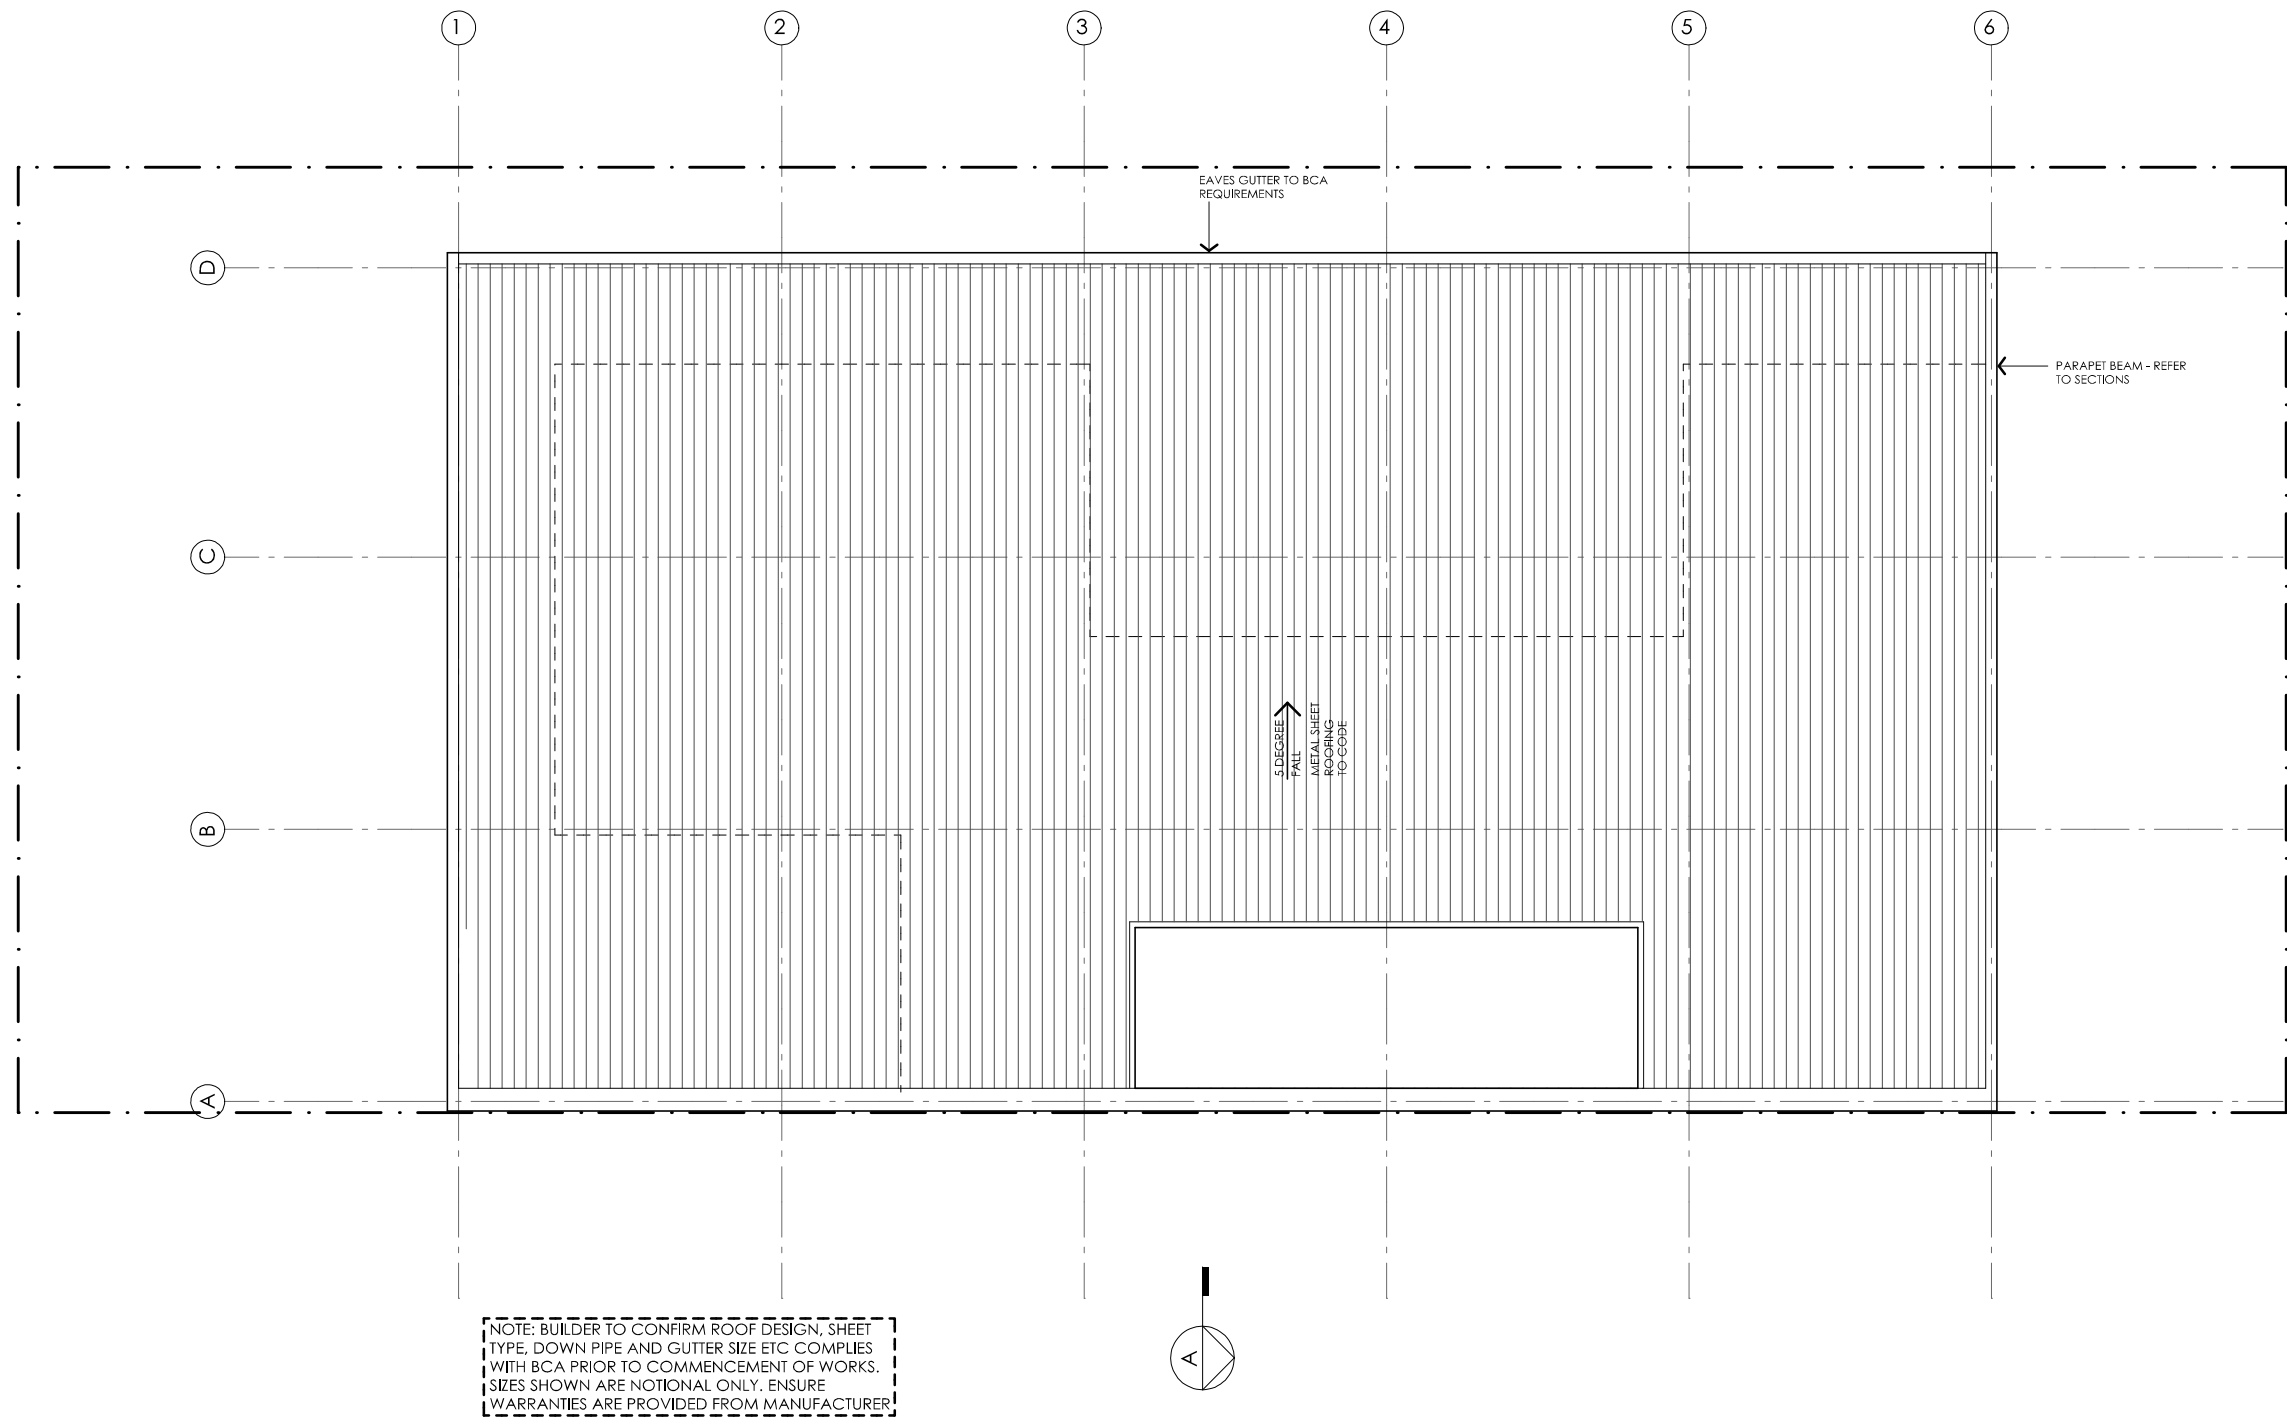 1
2
3
4
5
6
EAVES GUTTER TO BCA
REQUIREMENTS
D
PARAPET BEAM - REFER
TO SECTIONS
C
5 DEGREE
FALL
METAL SHEET
ROOFING
TO CODE
B
A
NOTE: BUILDER TO CONFIRM ROOF DESIGN, SHEET
TYPE, DOWN PIPE AND GUTTER SIZE ETC COMPLIES
WITH BCA PRIOR TO COMMENCEMENT OF WORKS.
SIZES SHOWN ARE NOTIONAL ONLY. ENSURE
WARRANTIES ARE PROVIDED FROM MANUFACTURER
A